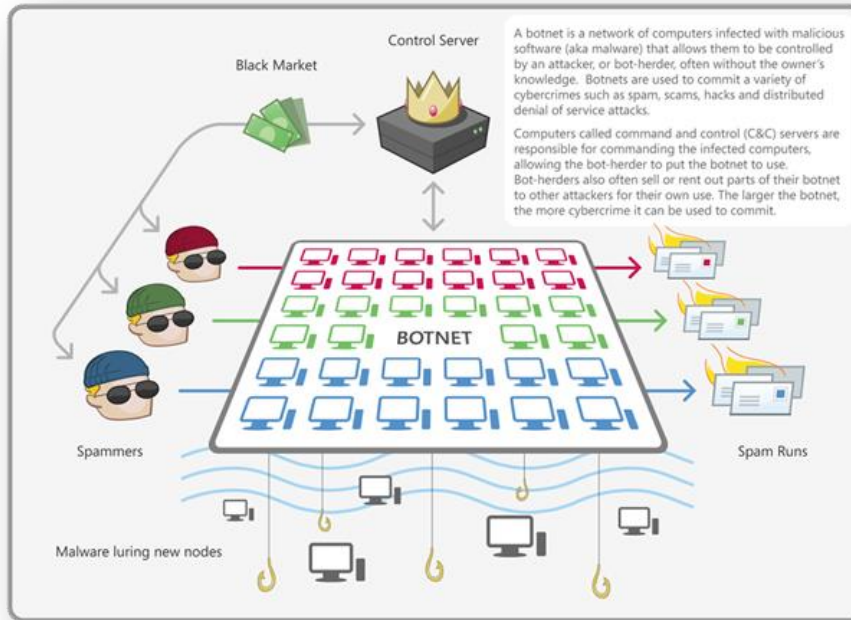 Control Server
Black Market
A botnet is a network of computers infected with malicious
software (aka malware) that allows them to be controlled
by an attacker, or bot-herder, often without the owner's
knowledge. Botnets are used to commit a variety of
cybercrimes such as spam, scams, hacks and distributed
denial of service attacks.
Computers called command and control (C&C) servers are
responsible for commanding the infected computers,
allowing the bot-herder to put the botnet to use.
Bot-herders also often sell or rent out parts of their botnet
to other attackers for their own use. The larger the botnet,
the more cybercrime it can be used to commit.
BOTNET
Spammers
Spam Runs
Malware luring new nodes